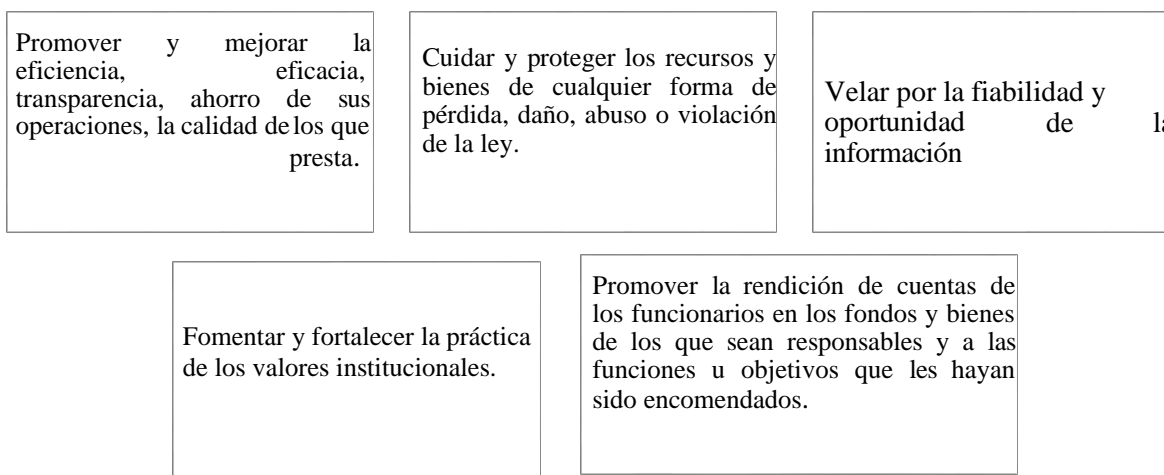 Promover y mejorar la
eficiencia, eficacia,
transparencia, ahorro de sus
operaciones, la calidad de los que
presta.
Cuidar y proteger los recursos y
bienes de cualquier forma de
pérdida, daño, abuso o violación
de la ley.
Velar por la fiabilidad y
oportunidad de la
información
Fomentar y fortalecer la práctica
de los valores institucionales.
Promover la rendición de cuentas de
los funcionarios en los fondos y bienes
de los que sean responsables y a las
funciones u objetivos que les hayan
sido encomendados.